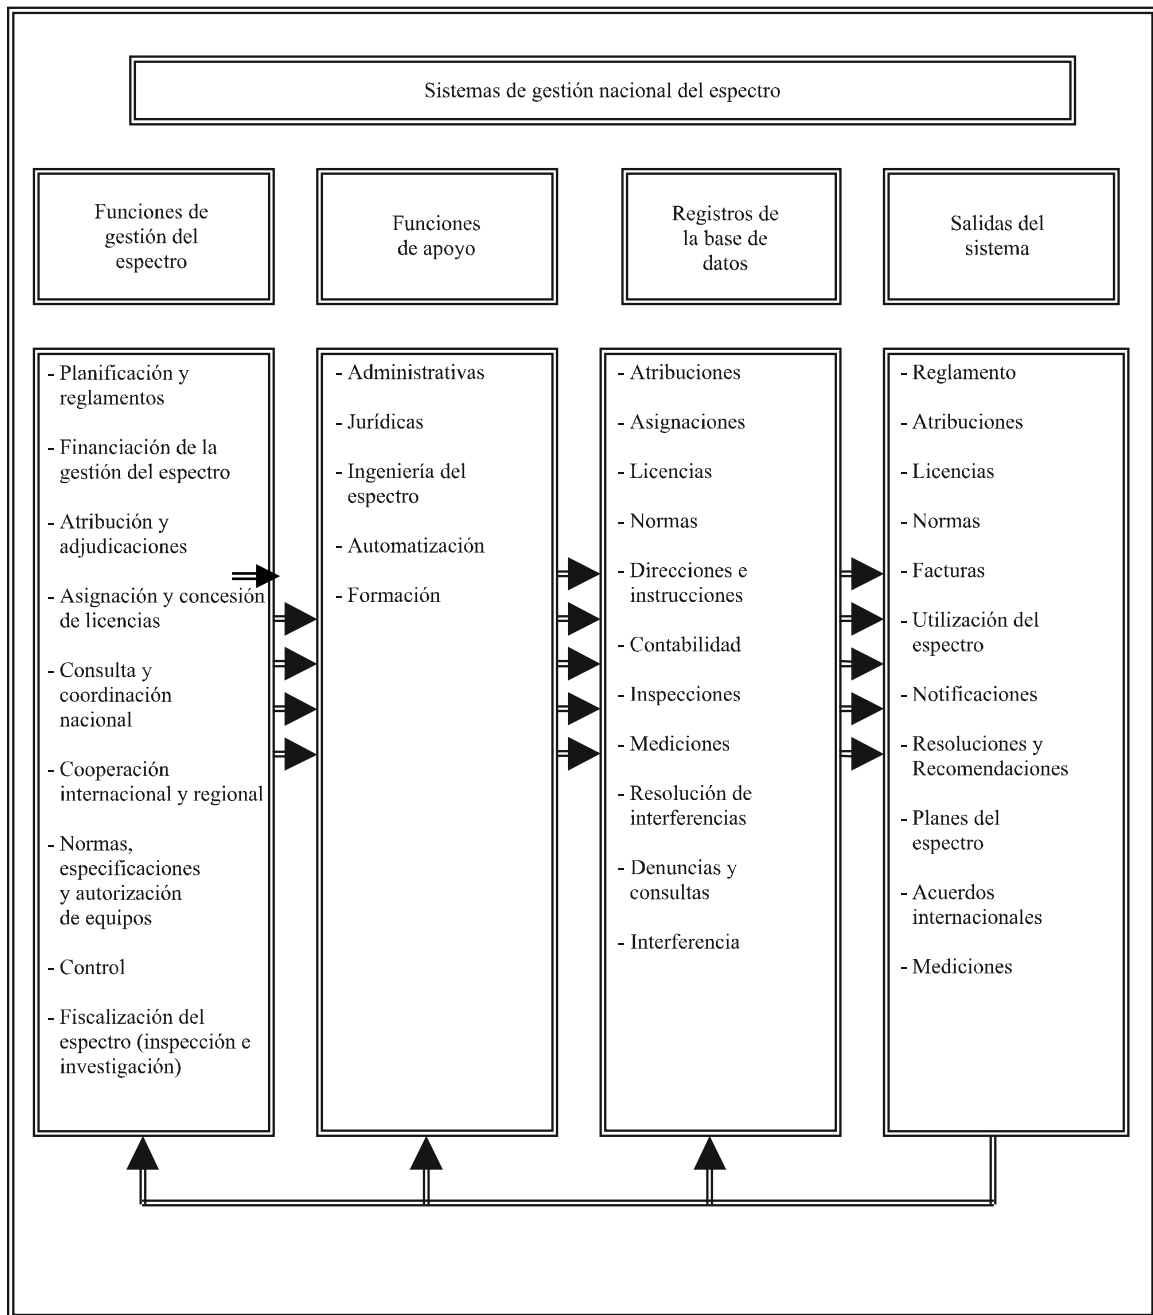 Sistemas de gestión nacional del espectro
Funciones de
gestión del
espectro
Funciones
de apoyo
Registros de
la base de
datos
Salidas del
sistema
- Planificación y
reglamentos
- Financiación de la
gestión del espectro
- Atribución y
adjudicaciones
- Asignación y concesión
de licencias
- Consulta y
coordinación
nacional
- Cooperación
internacional y regional
- Normas,
especificaciones
y autorización
de equipos
- Control
- Fiscalización del
espectro (inspección e
investigación)
- Administrativas
- Jurídicas
- Ingeniería del
espectro
- Automatización
- Formación
- Atribuciones
- Asignaciones
- Licencias
- Normas
- Direcciones e
instrucciones
- Contabilidad
- Inspecciones
- Mediciones
- Resolución de
interferencias
- Denuncias y
consultas
- Interferencia
- Reglamento
- Atribuciones
- Licencias
- Normas
- Facturas
- Utilización del
espectro
- Notificaciones
- Resoluciones y
Recomendaciones
- Planes del
espectro
- Acuerdos
internacionales
- Mediciones